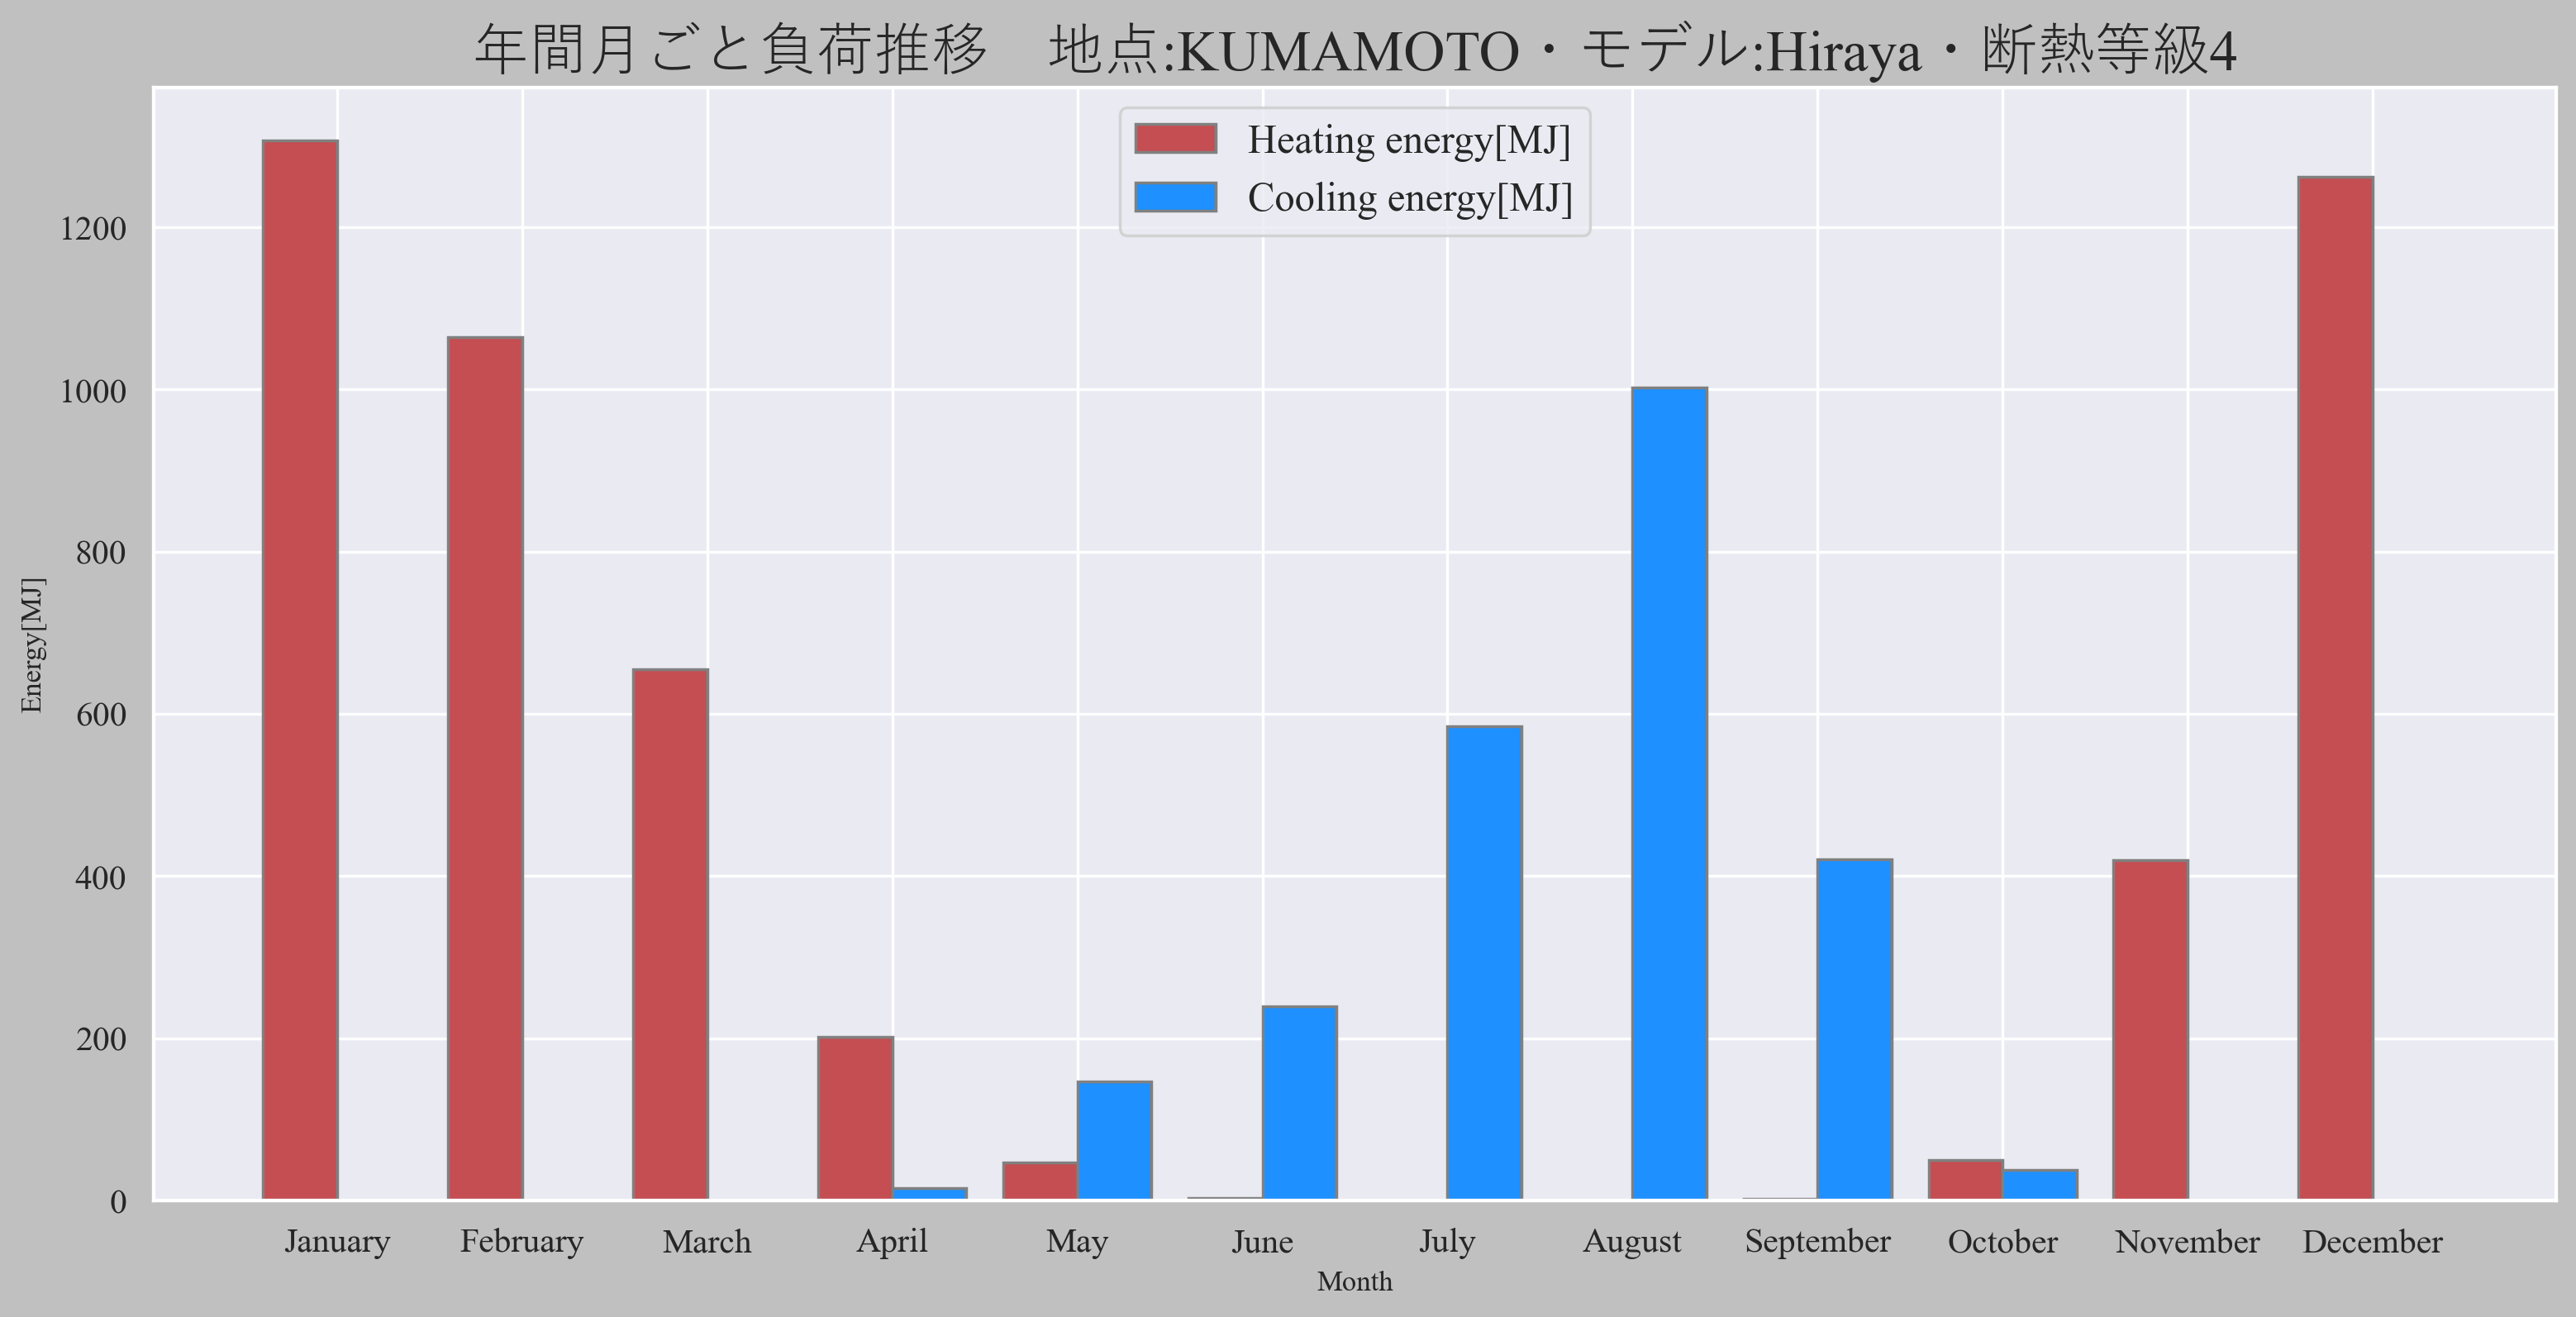 年間月ごと負荷推移　地点:KUMAMOTO・モデル:Hiraya・断熱等級4
Heating energy[MJ]
Cooling energy[MJ]
1200
1000
800
600
400
200
0
Energy[MJ]
January February March April May June July August September October November December
Month